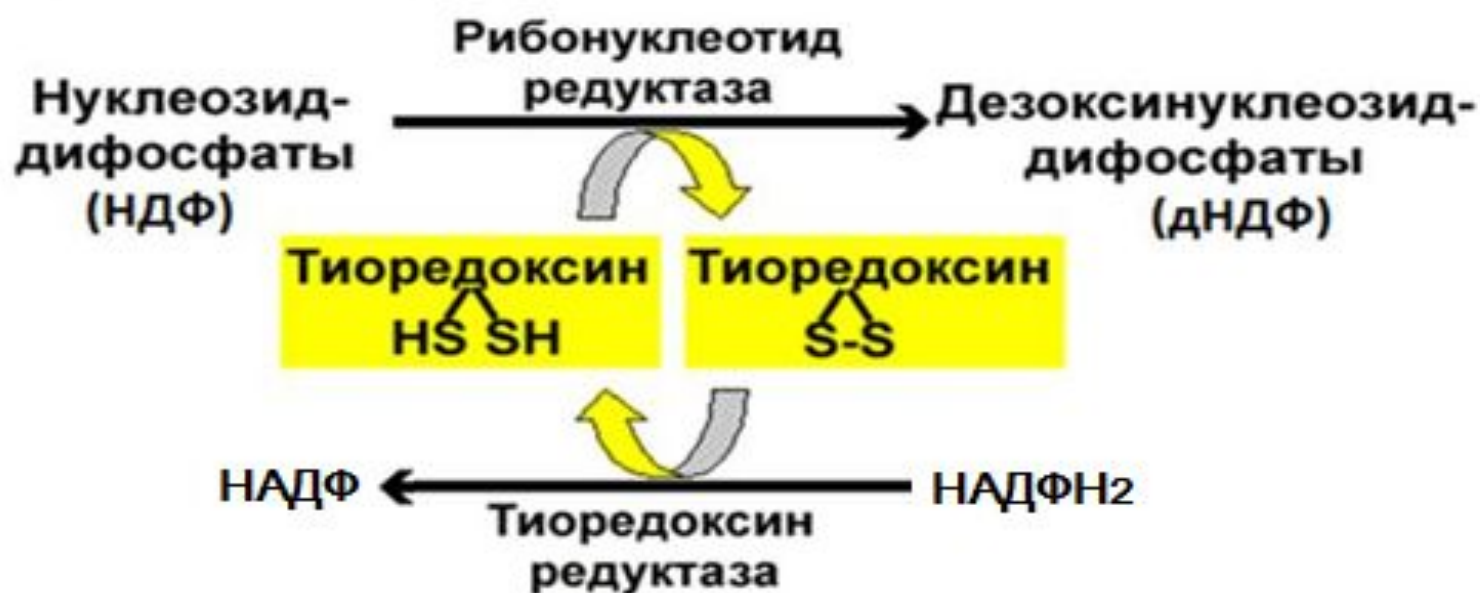 Рибонуклеотид
редуктаза
Нуклеозид-
дифосфаты
(НДФ)
Дезоксинуклеозид-
дифосфаты
(дНДФ)
Тиоредоксин
HS SH
Тиоредоксин
S-S
НАДФ
НАДФН2
Тиоредоксин
редуктаза